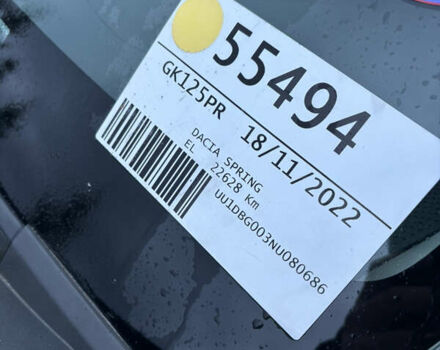 55494
GK125PR 18/11/2022
DACIA SPRING
EL 22628 Km
UU1DBG003NU080686